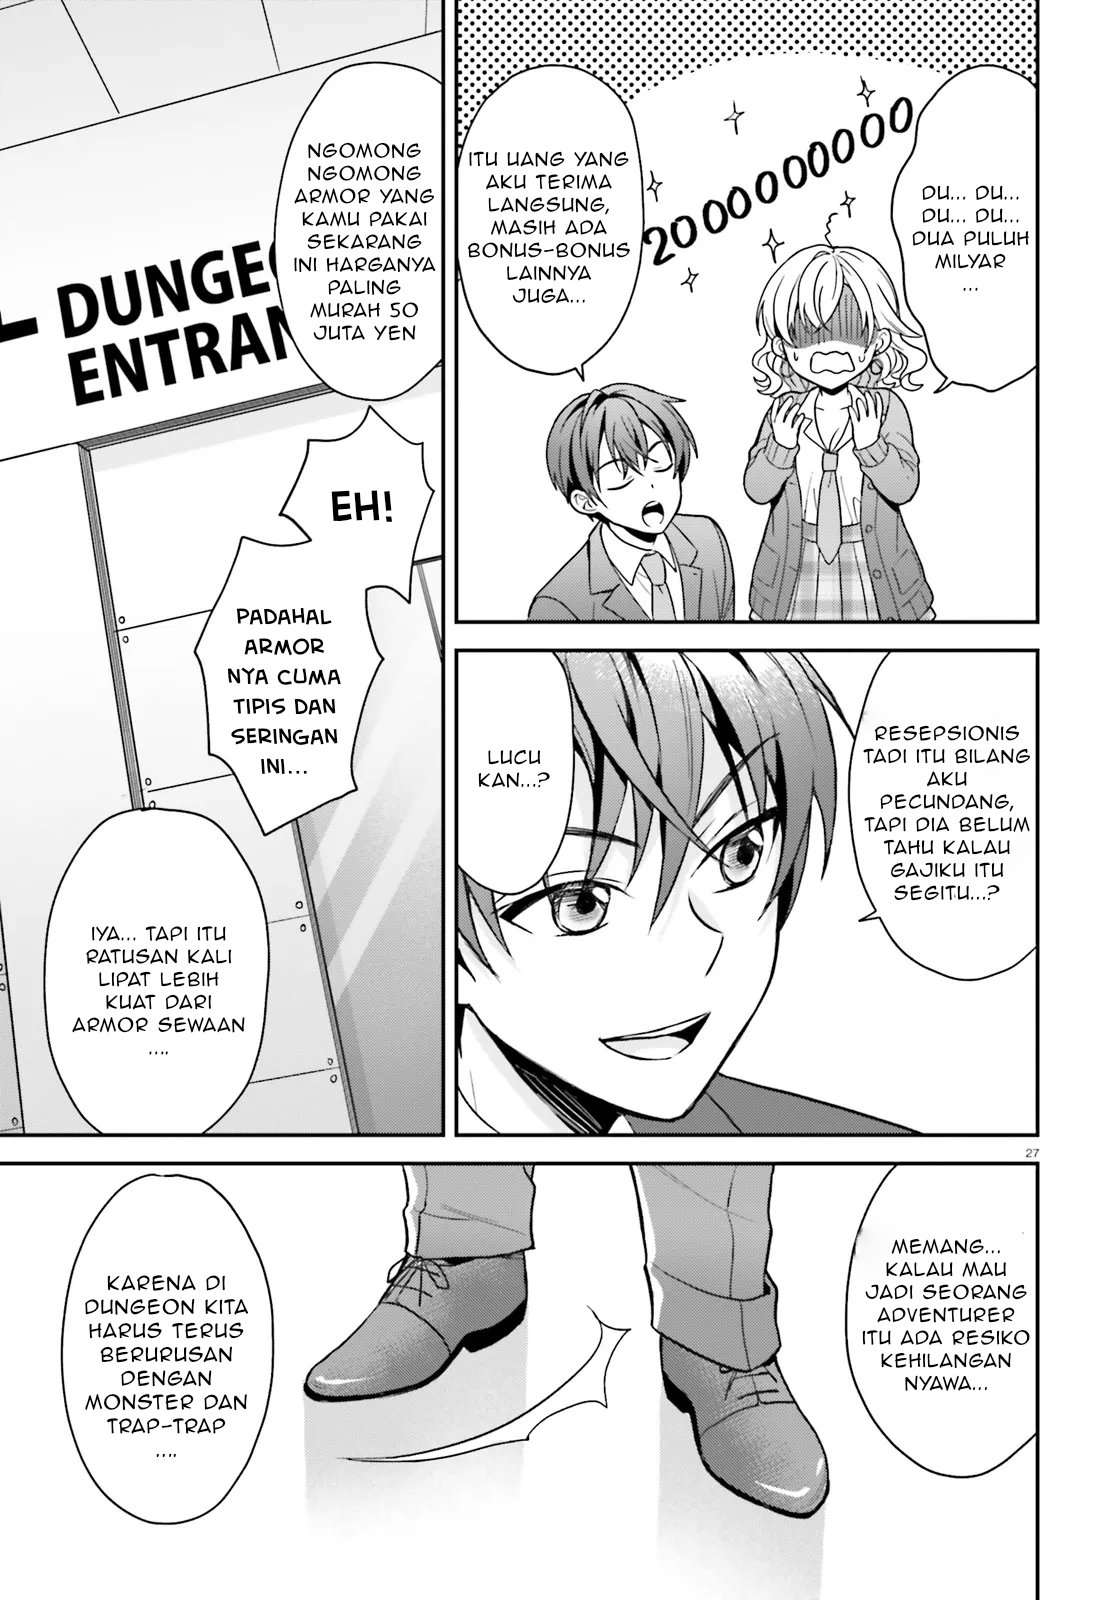 DU... DU...
DU... DU...
DUA PULUH
MILYAR
...
20000000000
ITU UANG YANG
AKU TERIMA
LANGSUNG,
MASIH ADA
BONUS-BONUS
LAINNYA
JUGA...
RESEPSIONIS
TADI ITU BILANG
AKU
PECUNDANG,
TAPI DIA BELUM
TAHU KALAU
GAJIKU ITU
SEGITU...?
LUCU
KAN...?
NGOMONG
NGOMONG
ARMOR YANG
KAMU PAKAI
SEKARANG
INI HARGANYA
PALING
MURAH 50
JUTA YEN
DUNGEO
ENTRAN
EH!
PADAHAL
ARMOR
NYA CUMA
TIPIS DAN
SERINGAN
INI...
IYA... TAPI ITU
RATUSAN KALI
LIPAT LEBIH
KUAT DARI
ARMOR SEWAAN
....
27
MEMANG...
KALAU MAU
JADI SEORANG
ADVENTURER
ITU ADA RESIKO
KEHILANGAN
NYAWA...
KARENA DI
DUNGEON KITA
HARUS TERUS
BERURUSAN
DENGAN
MONSTER DAN
TRAP-TRAP
....